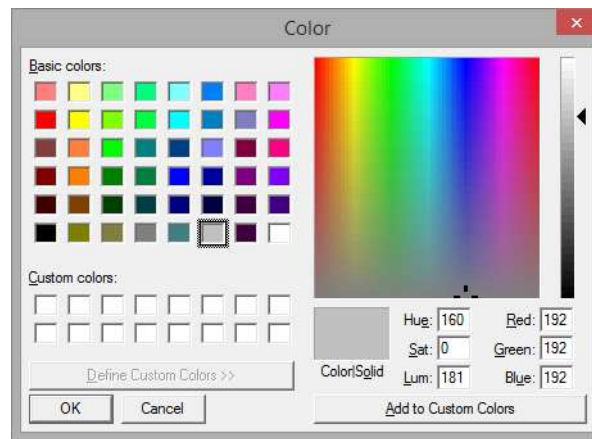 Color
Basic colors:
Custom colors:
Define Custom Colors >>
OK Cancel
Color|Solid
Hue: 160 Red: 192
Sat: 0 Green: 192
Lum: 181 Blue: 192
Add to Custom Colors